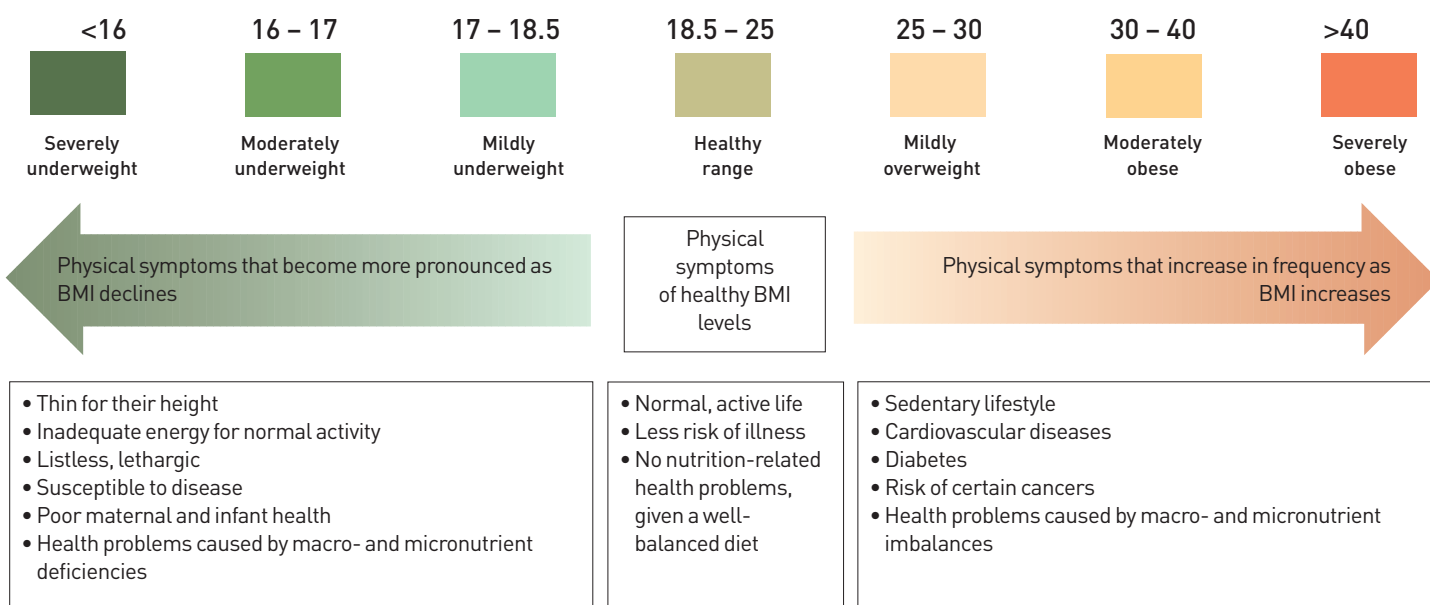 <16
16 – 17
17 – 18.5
18.5 – 25
25 – 30
30 – 40
>40
Severely
underweight
Moderately
underweight
Mildly
underweight
Healthy
range
Mildly
overweight
Moderately
obese
Severely
obese
Physical symptoms that become more pronounced as
BMI declines
Physical
symptoms
of healthy BMI
levels
Physical symptoms that increase in frequency as
BMI increases
• Thin for their height
• Inadequate energy for normal activity
• Listless, lethargic
• Susceptible to disease
• Poor maternal and infant health
• Health problems caused by macro- and micronutrient
deficiencies
• Normal, active life
• Less risk of illness
• No nutrition-related
health problems,
given a well-
balanced diet
• Sedentary lifestyle
• Cardiovascular diseases
• Diabetes
• Risk of certain cancers
• Health problems caused by macro- and micronutrient
imbalances